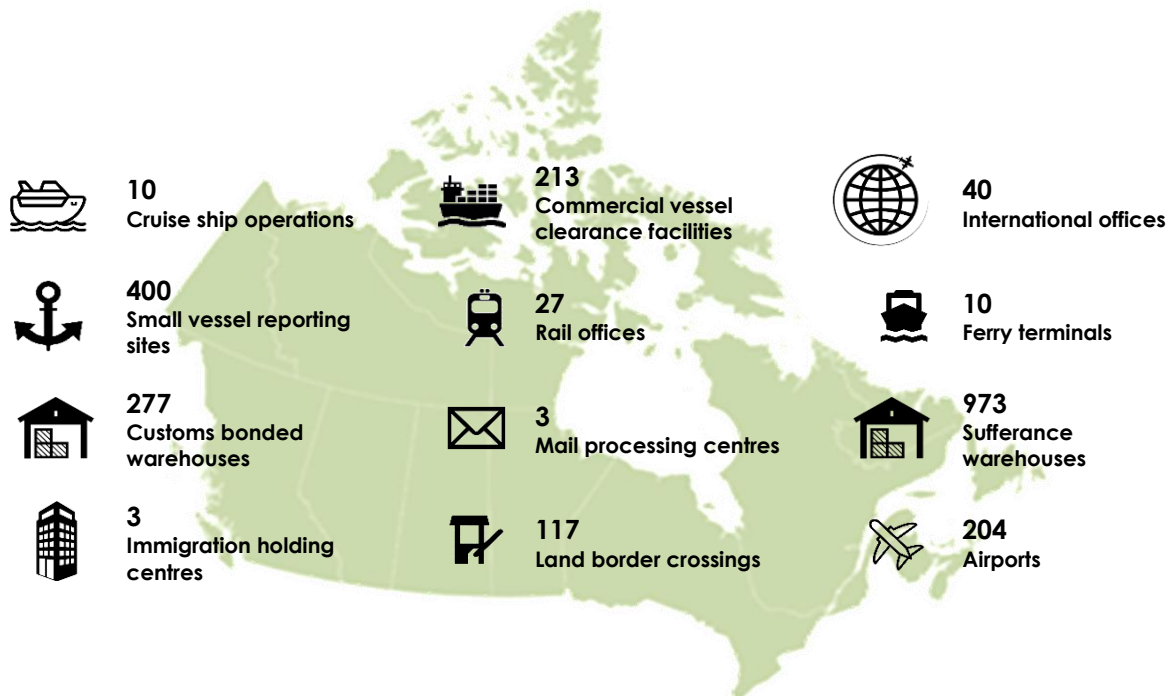 10
Cruise ship operations
213
Commercial vessel
clearance facilities
40
International offices
400
Small vessel reporting
sites
27
Rail offices
10
Ferry terminals
277
Customs bonded
warehouses
3
Mail processing centres
973
Sufferance
warehouses
3
Immigration holding
centres
117
Land border crossings
204
Airports